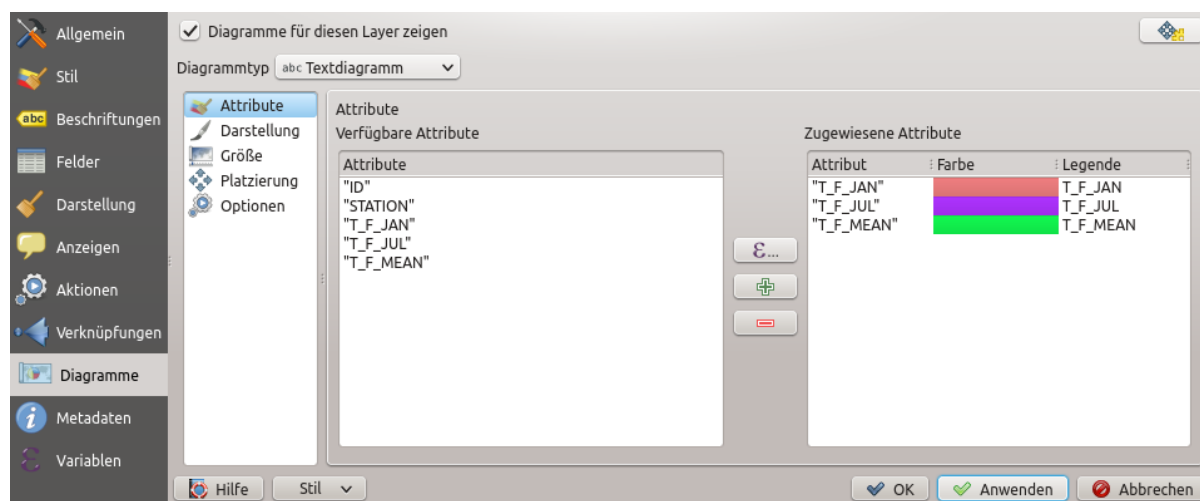 Allgemein
Stil
abc Beschriftungen
Felder
Darstellung
Anzeigen
Aktionen
Verknüpfungen
Diagramme
Metadaten
Variablen
Diagramme für diesen Layer zeigen
Diagrammtyp abc Textdiagramm
Attribute
Darstellung
Größe
Platzierung
Optionen
Attribute
Verfügbare Attribute
Attribute
"ID"
"STATION"
"T_F_JAN"
"T_F_JUL"
"T_F_MEAN"
ε...
Zugewiesene Attribute
Attribut Farbe Legende
"T_F_JAN" T_F_JAN
"T_F_JUL" T_F_JUL
"T_F_MEAN" T_F_MEAN
Hilfe Stil OK Anwenden Abbrechen